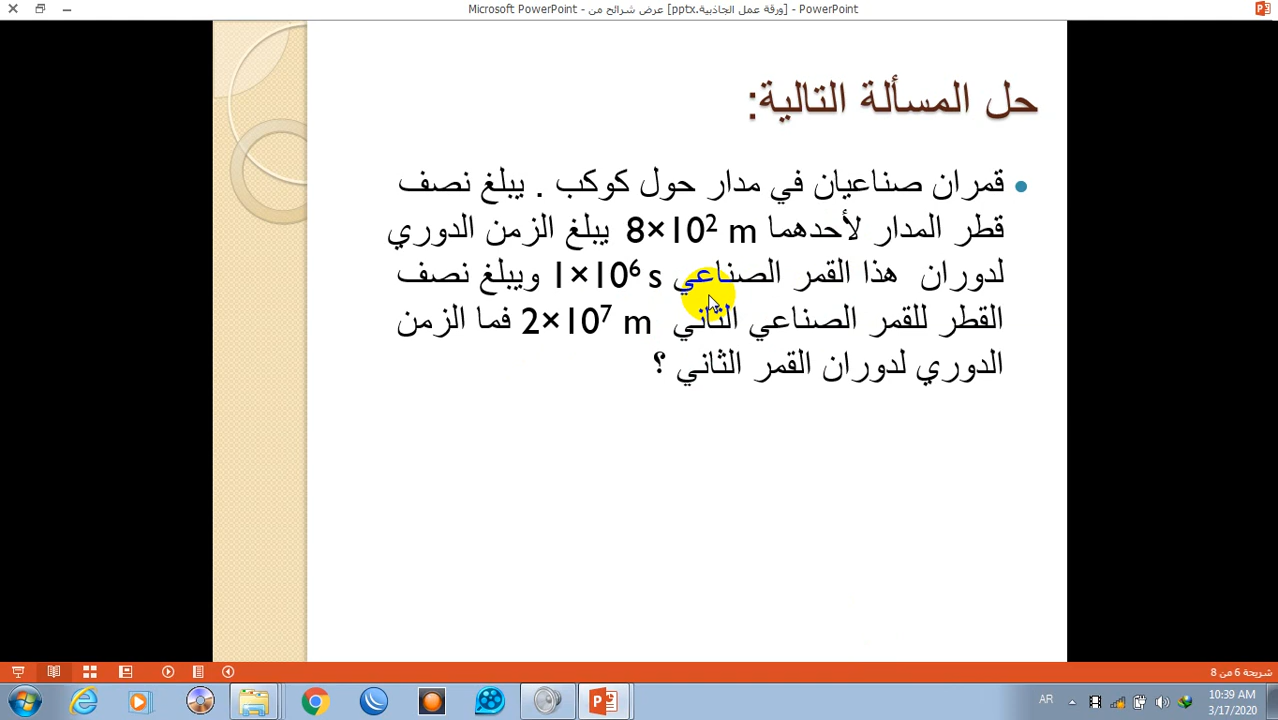 عرض شرائح من - [ورقة عمل الجاذبية.pptx] - Microsoft PowerPoint
PowerPoint
حل المسألة التالية:
قمران صناعيان في مدار حول كوكب . يبلغ نصف
قطر المدار لأحدهما 8×10² m يبلغ الزمن الدوري
لدوران هذا القمر الصناعي 1×10⁶ s ويبلغ نصف
القطر للقمر الصناعي الثاني 2×10⁷ m فما الزمن
الدوري لدوران القمر الثاني ؟
شريحة 6 من 8
AR
10:39 AM
3/17/2020